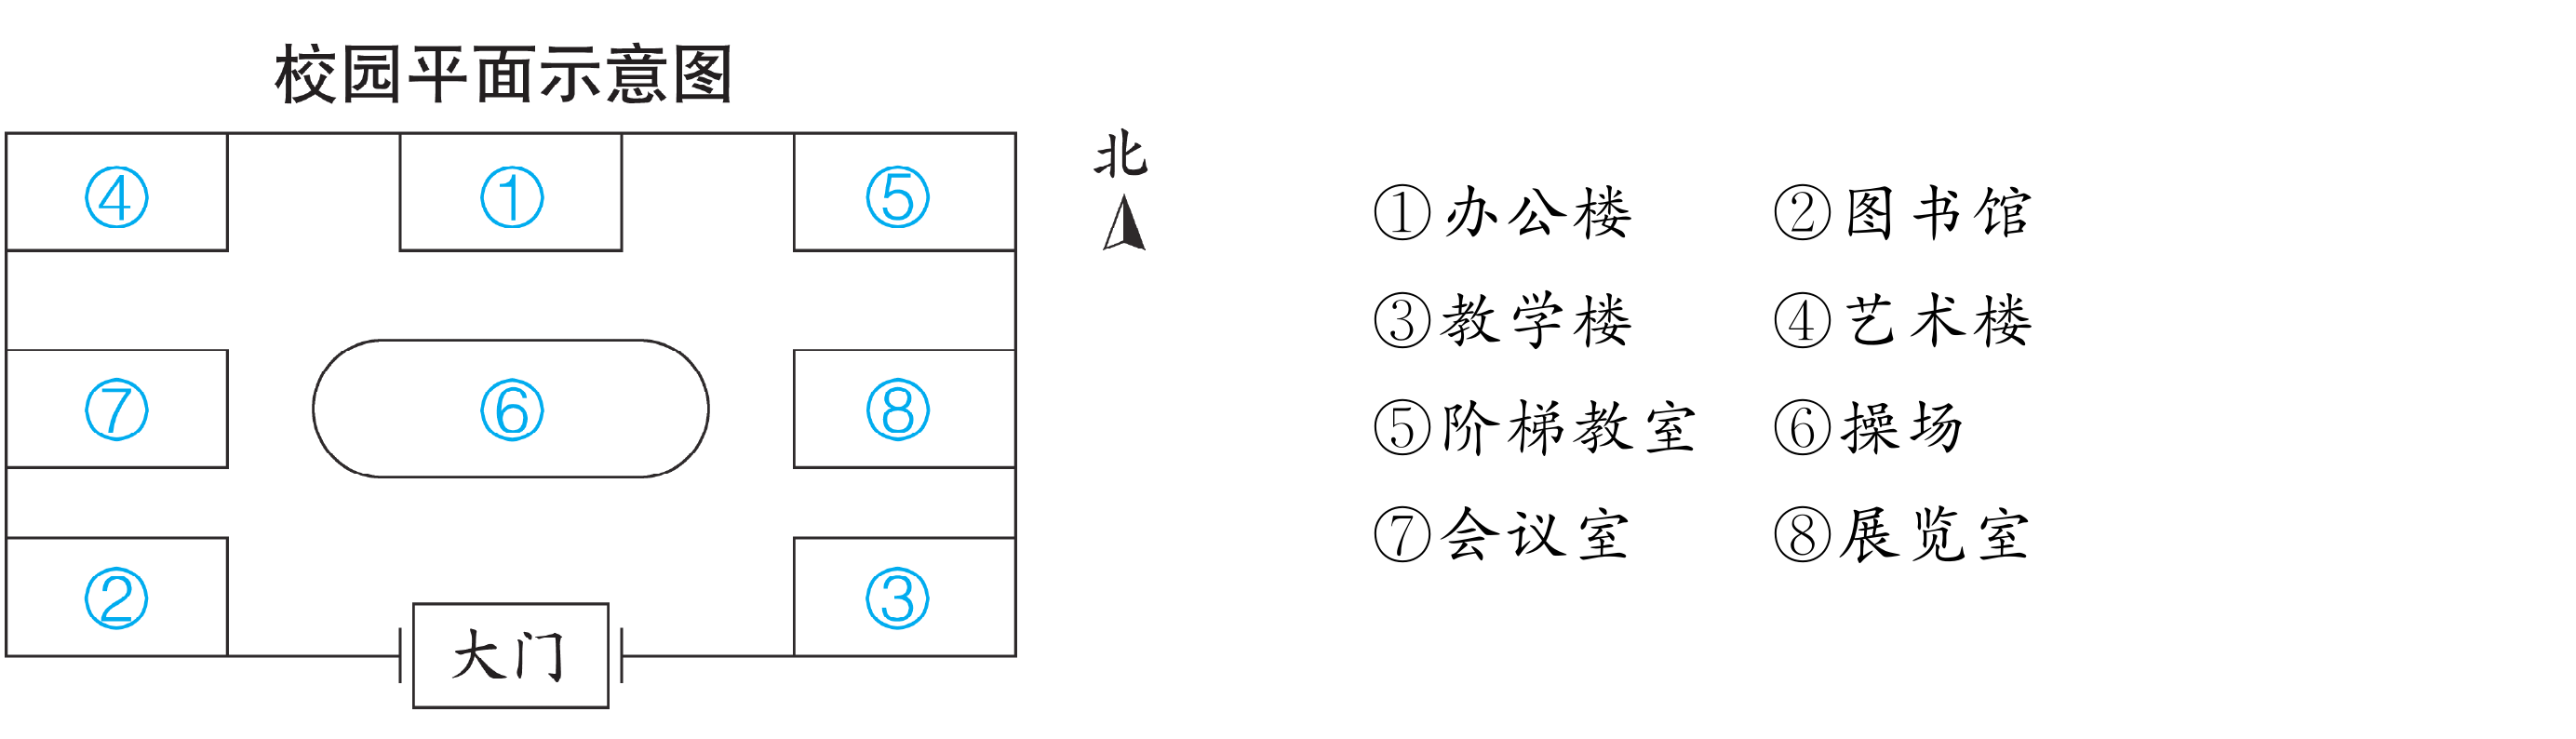 校园平面示意图
④ ① ⑤
北
⑦ ⑥ ⑧
② ③
大门
①办公楼 ②图书馆
③教学楼 ④艺术楼
⑤阶梯教室 ⑥操场
⑦会议室 ⑧展览室